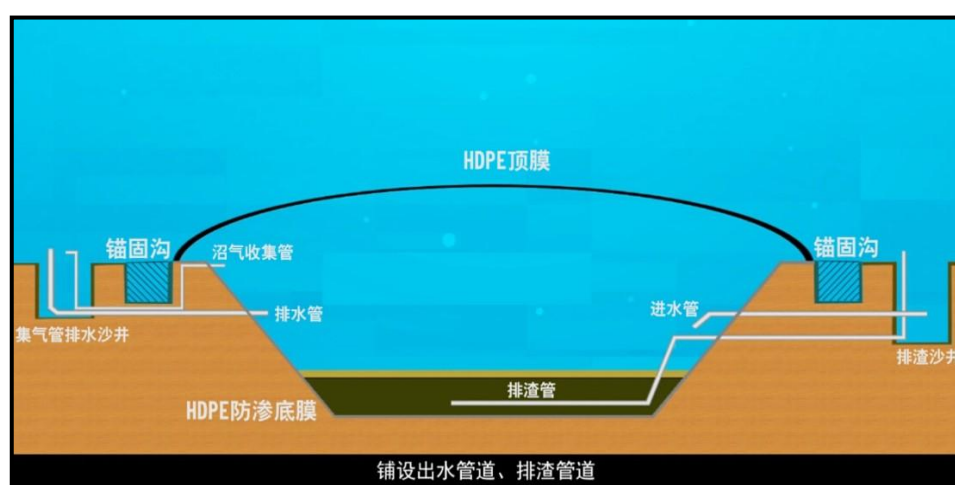 HDPE顶膜
锚固沟
沼气收集管
锚固沟
排水管
进水管
集气管排水沙井
排渣沙井
排渣管
HDPE防渗底膜
铺设出水管道、排渣管道